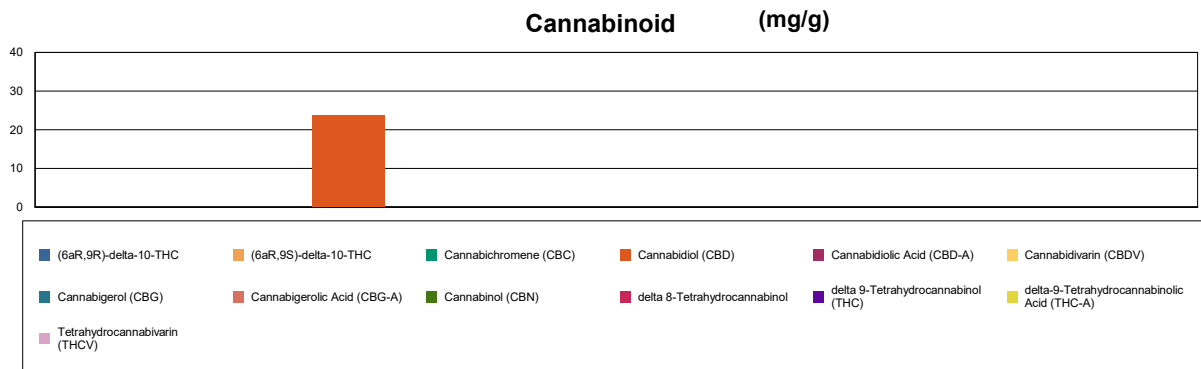 Cannabinoid (mg/g)
40
30
20
10
0
(6aR,9R)-delta-10-THC
(6aR,9S)-delta-10-THC
Cannabichromene (CBC)
Cannabidiol (CBD)
Cannabidiolic Acid (CBD-A)
Cannabidivarin (CBDV)
Cannabigerol (CBG)
Cannabigerolic Acid (CBG-A)
Cannabinol (CBN)
delta 8-Tetrahydrocannabinol
delta 9-Tetrahydrocannabinol
(THC)
delta-9-Tetrahydrocannabinolic
Acid (THC-A)
Tetrahydrocannabivarin
(THCV)